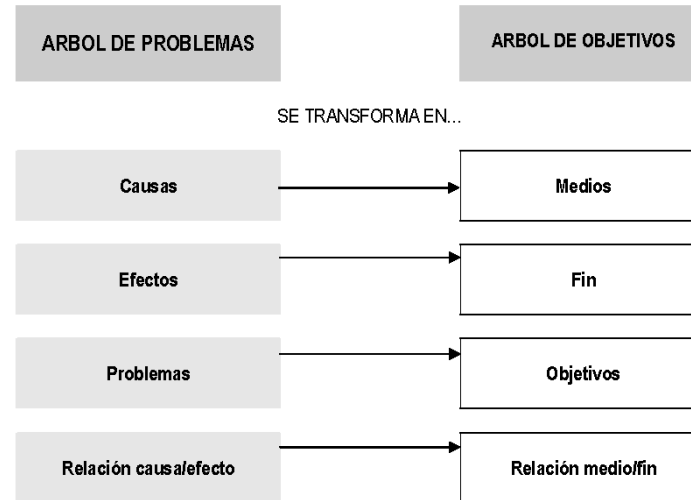 ARBOL DE PROBLEMAS
ARBOL DE OBJETIVOS
SE TRANSFORMA EN...
Causas
Medios
Efectos
Fin
Problemas
Objetivos
Relación causa/efecto
Relación medio/fin